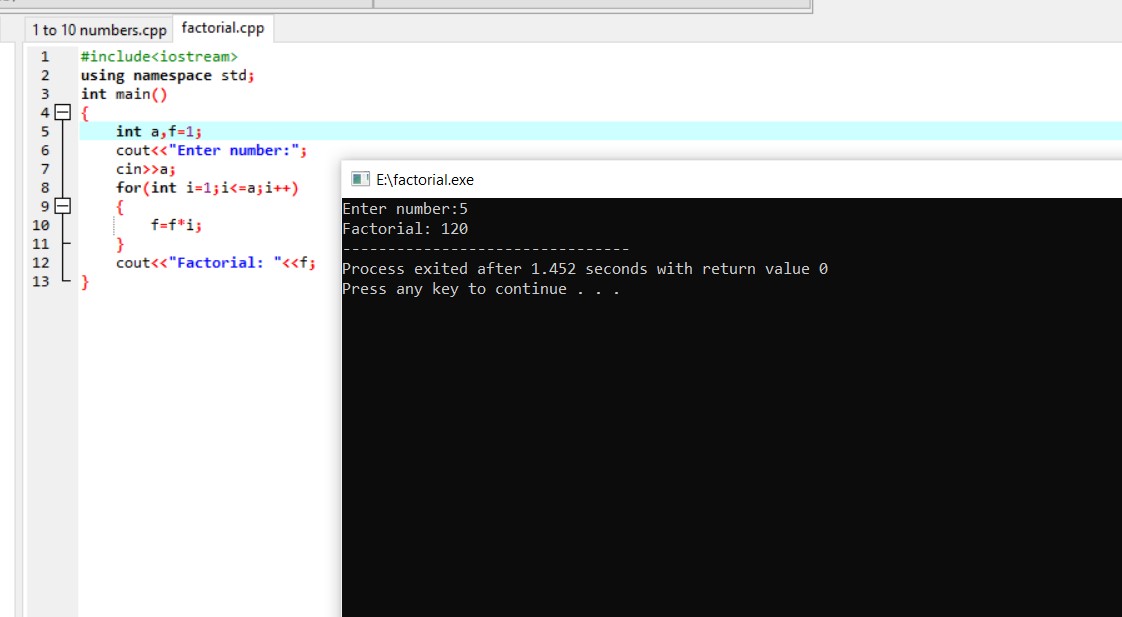 1 to 10 numbers.cpp factorial.cpp
1 #include<iostream>
2 using namespace std;
3 int main()
4 {
5 int a,f=1;
6 cout<<"Enter number:";
7 cin>>a;
8 for(int i=1;i<=a;i++)
9 {
10 f=f*i;
11 }
12 cout<<"Factorial: "<<f;
13 }
E:\factorial.exe
Enter number:5
Factorial: 120
--------------------------------
Process exited after 1.452 seconds with return value 0
Press any key to continue . . .